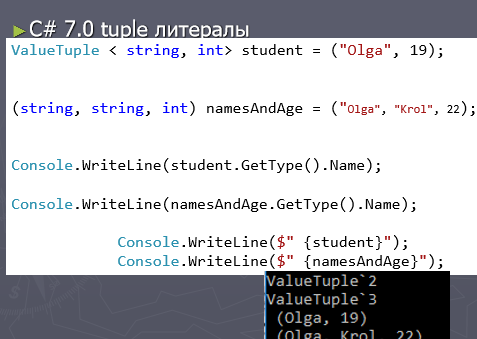 ► C# 7.0 tuple литералы
ValueTuple < string, int> student = ("Olga", 19);
(string, string, int) namesAndAge = ("Olga", "Krol", 22);
Console.WriteLine(student.GetType().Name);
Console.WriteLine(namesAndAge.GetType().Name);
Console.WriteLine($" {student}");
Console.WriteLine($" {namesAndAge}");
ValueTuple`2
ValueTuple`3
(Olga, 19)
(Olga, Krol, 22)